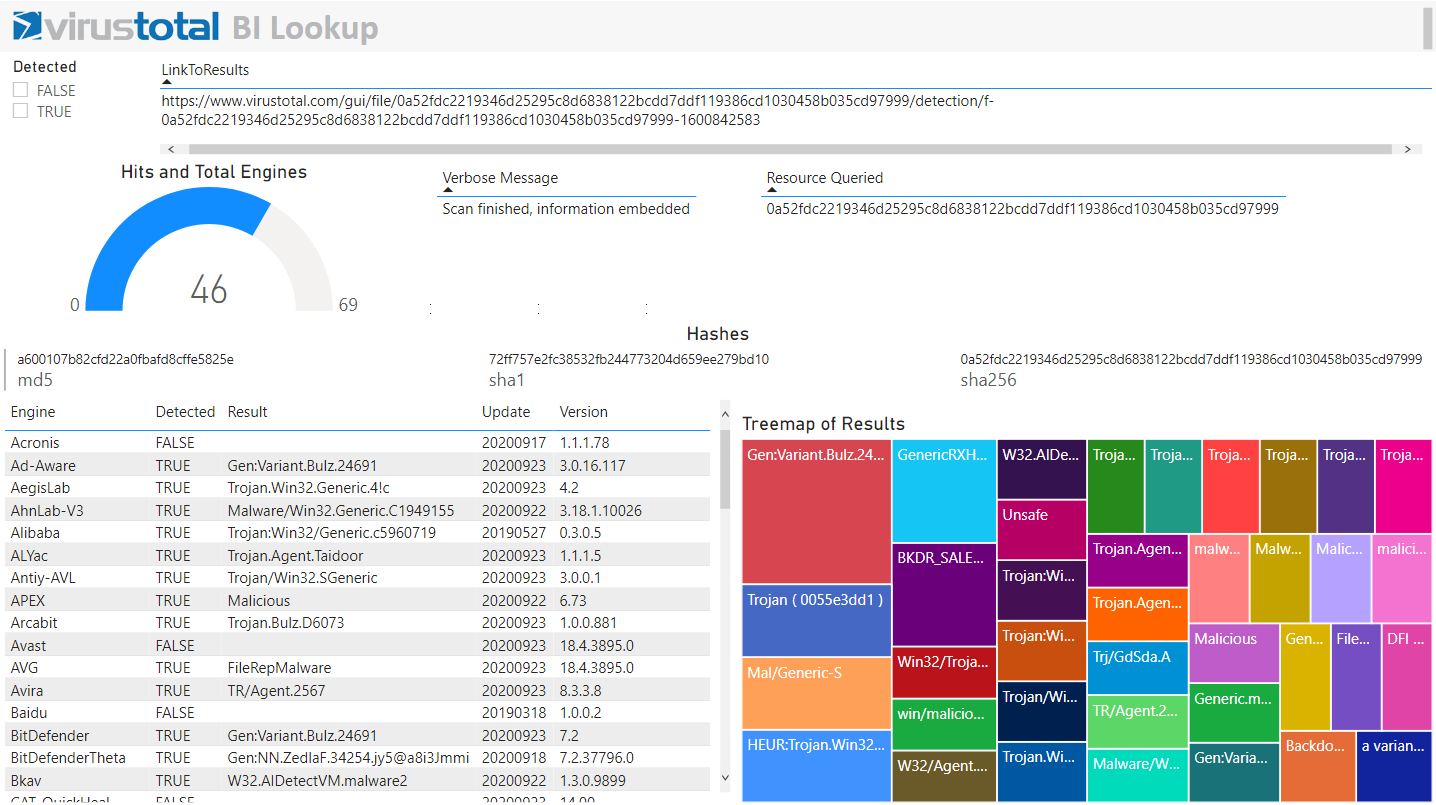 virustotal BI Lookup
Detected
FALSE
TRUE
LinkToResults
https://www.virustotal.com/gui/file/0a52fdc2219346d25295c8d6838122bcdd7ddf119386cd1030458b035cd97999/detection/f-
0a52fdc2219346d25295c8d6838122bcdd7ddf119386cd1030458b035cd97999-1600842583
Hits and Total Engines
46
0
69
Verbose Message
Scan finished, information embedded
Resource Queried
0a52fdc2219346d25295c8d6838122bcdd7ddf119386cd1030458b035cd97999
: : :
Hashes
a600107b82cfd22a0fbafd8cffe5825e
md5
72ff757e2fc38532fb244773204d659ee279bd10
sha1
0a52fdc2219346d25295c8d6838122bcdd7ddf119386cd1030458b035cd97999
sha256
Engine Detected Result Update Version
Acronis FALSE 20200917 1.1.1.78
Ad-Aware TRUE Gen:Variant.Bulz.24691 20200923 3.0.16.117
AegisLab TRUE Trojan.Win32.Generic.4!c 20200923 4.2
AhnLab-V3 TRUE Malware/Win32.Generic.C1949155 20200922 3.18.1.10026
Alibaba TRUE Trojan:Win32/Generic.c5960719 20190527 0.3.0.5
ALYac TRUE Trojan.Agent.Taidoor 20200923 1.1.1.5
Antiy-AVL TRUE Trojan/Win32.SGeneric 20200923 3.0.0.1
APEX TRUE Malicious 20200922 6.73
Arcabit TRUE Trojan.Bulz.D6073 20200923 1.0.0.881
Avast FALSE 20200923 18.4.3895.0
AVG TRUE FileRepMalware 20200923 18.4.3895.0
Avira TRUE TR/Agent.2567 20200923 8.3.3.8
Baidu FALSE 20190318 1.0.0.2
BitDefender TRUE Gen:Variant.Bulz.24691 20200923 7.2
BitDefenderTheta TRUE Gen:NN.ZedlaF.34254.jy5@a8i3Jmmi 20200918 7.2.37796.0
Bkav TRUE W32.AIDetectVM.malware2 20200922 1.3.0.9899
CAT-QuickHeal FALSE 20200922 14.00
Treemap of Results
Gen:Variant.Bulz.24...
Trojan ( 0055e3dd1 )
Mal/Generic-S
HEUR:Trojan.Win32...
GenericRXH...
BKDR_SALE...
Win32/Troja...
win/malicio...
W32/Agent....
W32.AIDe...
Unsafe
Trojan:Wi...
Trojan:Wi...
Trojan/Wi...
Trojan.Wi...
Troja...
Troja...
Troja...
Troja...
Troja...
Troja...
Trojan.Agen...
Trojan.Agen...
Trj/GdSda.A
TR/Agent.2...
Malware/W...
malw...
Malw...
Malic...
malici...
Malicious
Generic.m...
Gen:Varia...
Gen...
File...
DFI ...
Backdo...
a varian...